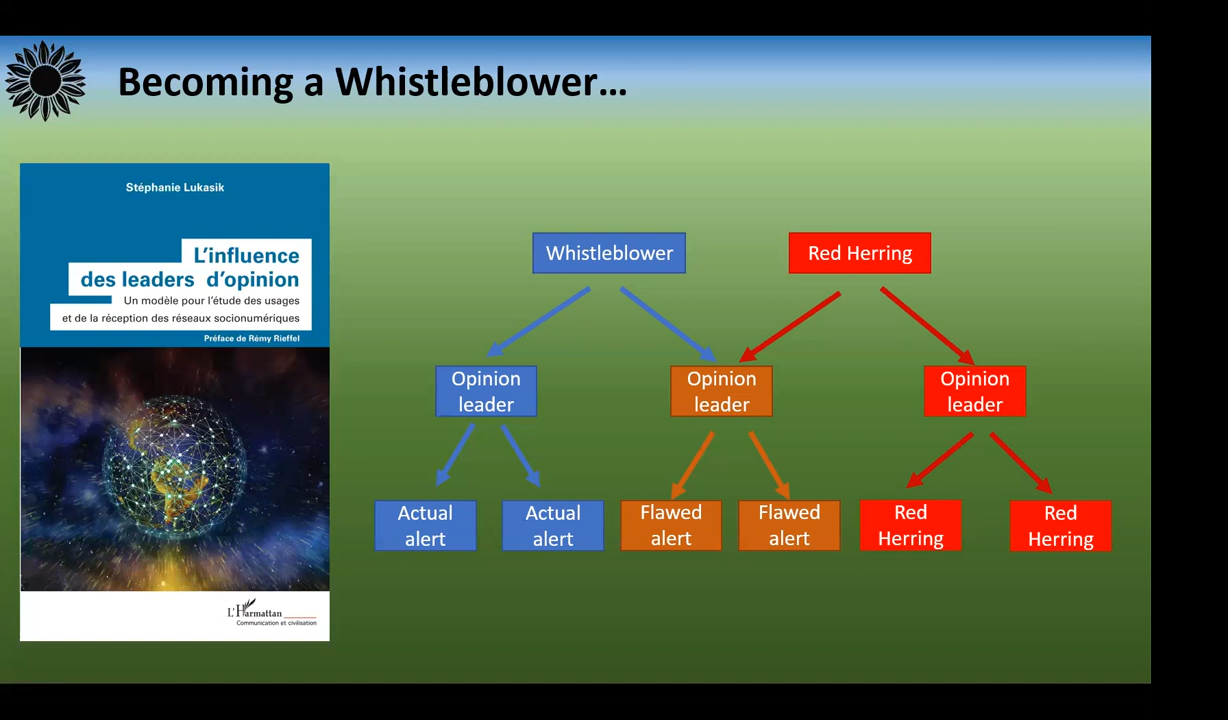 Becoming a Whistleblower…
Stéphanie Lukasik
L'influence
des leaders d'opinion
Un modèle pour l'étude des usages
et de la réception des réseaux socionumériques
Préface de Rémy Rieffel
L'Harmattan
Communication et civilisation
Whistleblower
Red Herring
Opinion
leader
Opinion
leader
Opinion
leader
Actual
alert
Actual
alert
Flawed
alert
Flawed
alert
Red
Herring
Red
Herring